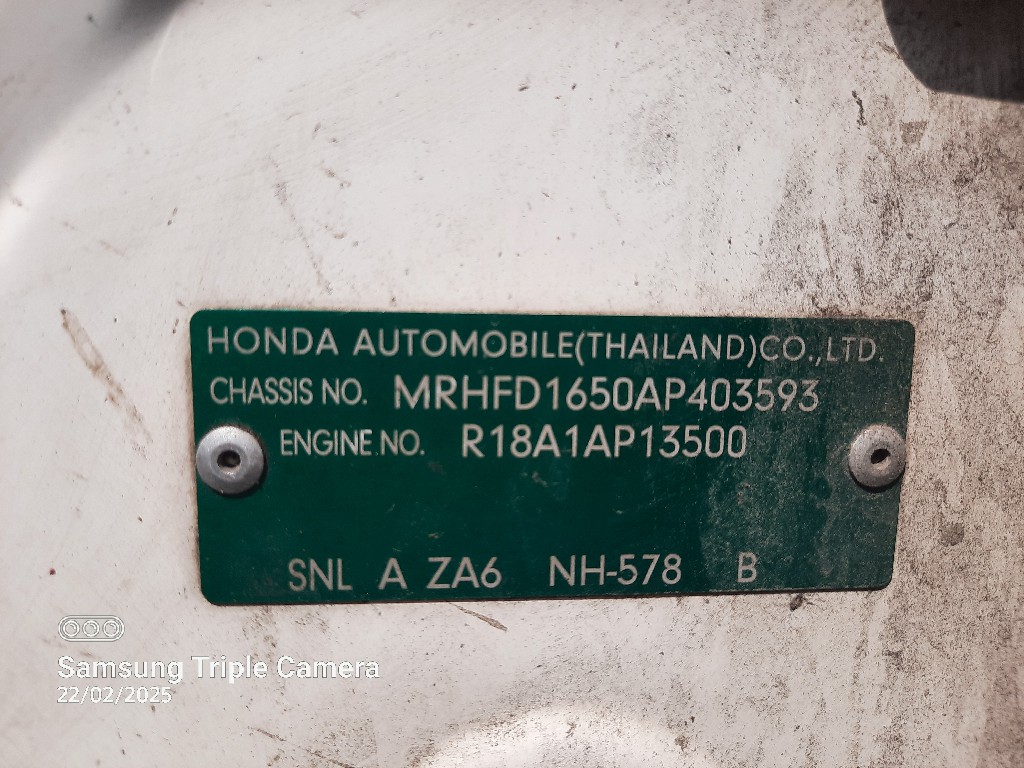 HONDA AUTOMOBILE(THAILAND)CO.,LTD.
CHASSIS NO. MRHFD1650AP403593
ENGINE NO. R18A1AP13500
SNL A ZA6 NH-578 B
Samsung Triple Camera
22/02/2025